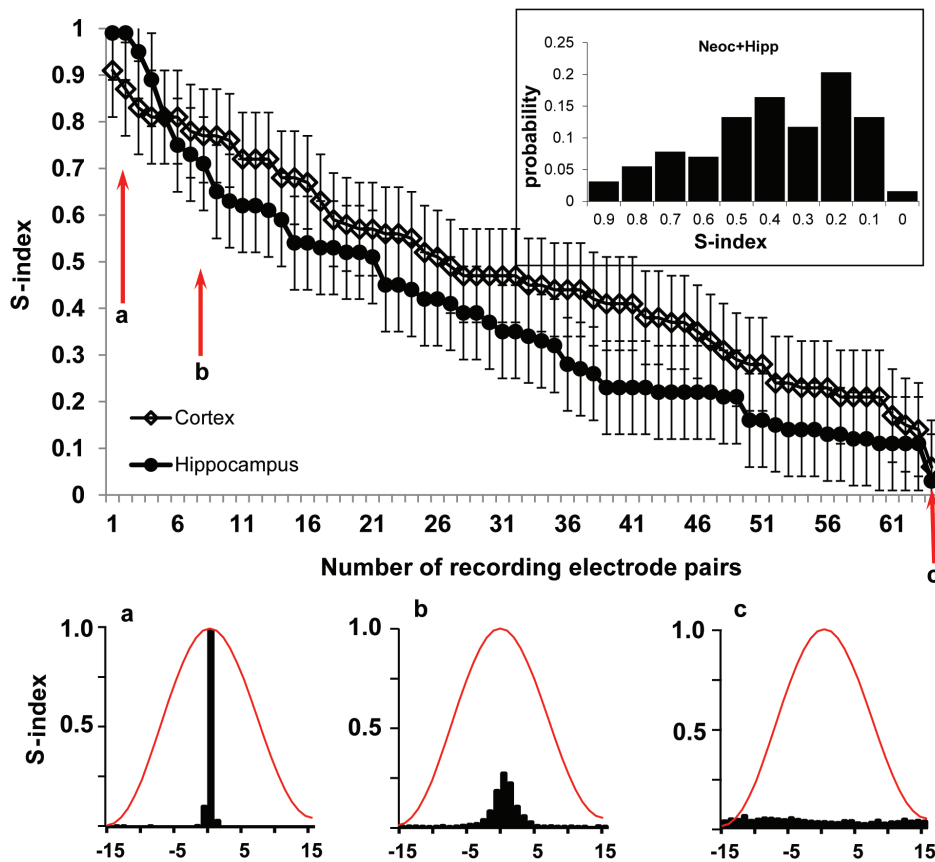 1
0.9
0.8
0.7
0.6
0.5
0.4
0.3
0.2
0.1
0
S-index
a
b
c
Cortex
Hippocampus
1 6 11 16 21 26 31 36 41 46 51 56 61
Number of recording electrode pairs
Neoc+Hipp
0.25
0.2
0.15
0.1
0.05
0
probability
0.9 0.8 0.7 0.6 0.5 0.4 0.3 0.2 0.1 0
S-index
a
1.0
0.5
S-index
-15 -5 5 15
b
1.0
0.5
-15 -5 5 15
c
1.0
0.5
-15 -5 5 15